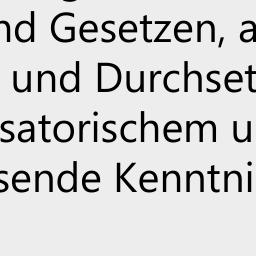 nd Gesetzen, a
und Durchset
satorischem u
sende Kenntni